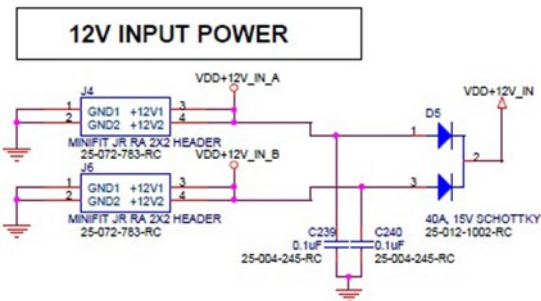 12V INPUT POWER
VDD+12V_IN_A
VDD+12V_IN
J4
D5
1 GND1 +12V1 3
2 GND2 +12V2 4
1
MINIFIT JR RA 2X2 HEADER
25-072-783-RC
VDD+12V_IN_B
2
J6
1 GND1 +12V1 3
2 GND2 +12V2 4
3
MINIFIT JR RA 2X2 HEADER
25-072-783-RC
40A, 15V SCHOTTKY
25-012-1002-RC
C239
0.1uF
25-004-245-RC
C240
0.1uF
25-004-245-RC